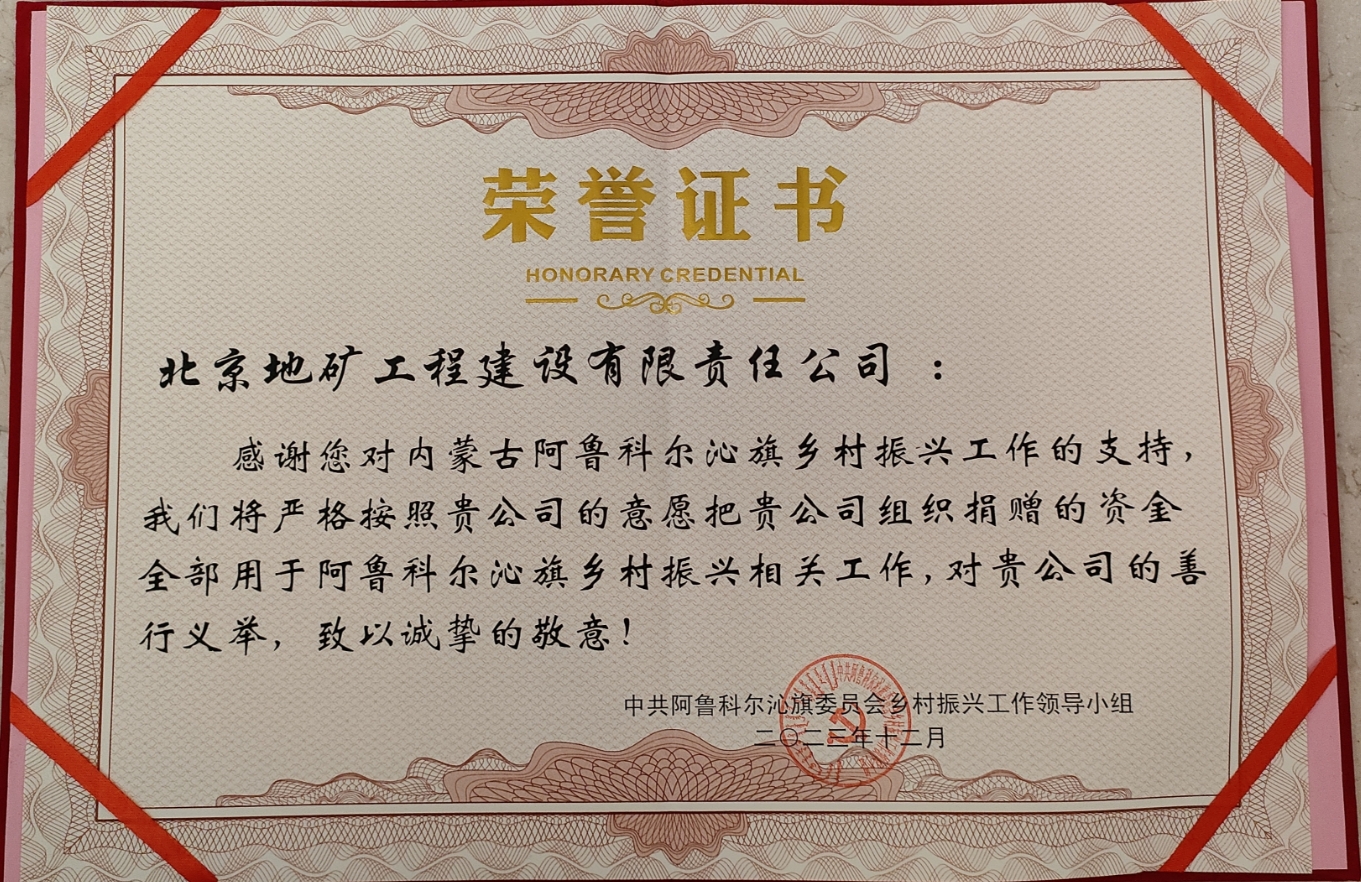 荣誉证书
HONORARY CREDENTIAL
北京地矿工程建设有限责任公司：
感谢您对内蒙古阿鲁科尔沁旗乡村振兴工作的支持，
我们将严格按照贵公司的意愿把贵公司组织捐赠的资金
全部用于阿鲁科尔沁旗乡村振兴相关工作，对贵公司的善
行义举，致以诚挚的敬意！
中共阿鲁科尔沁旗委员会乡村振兴工作领导小组
二〇二三年十二月